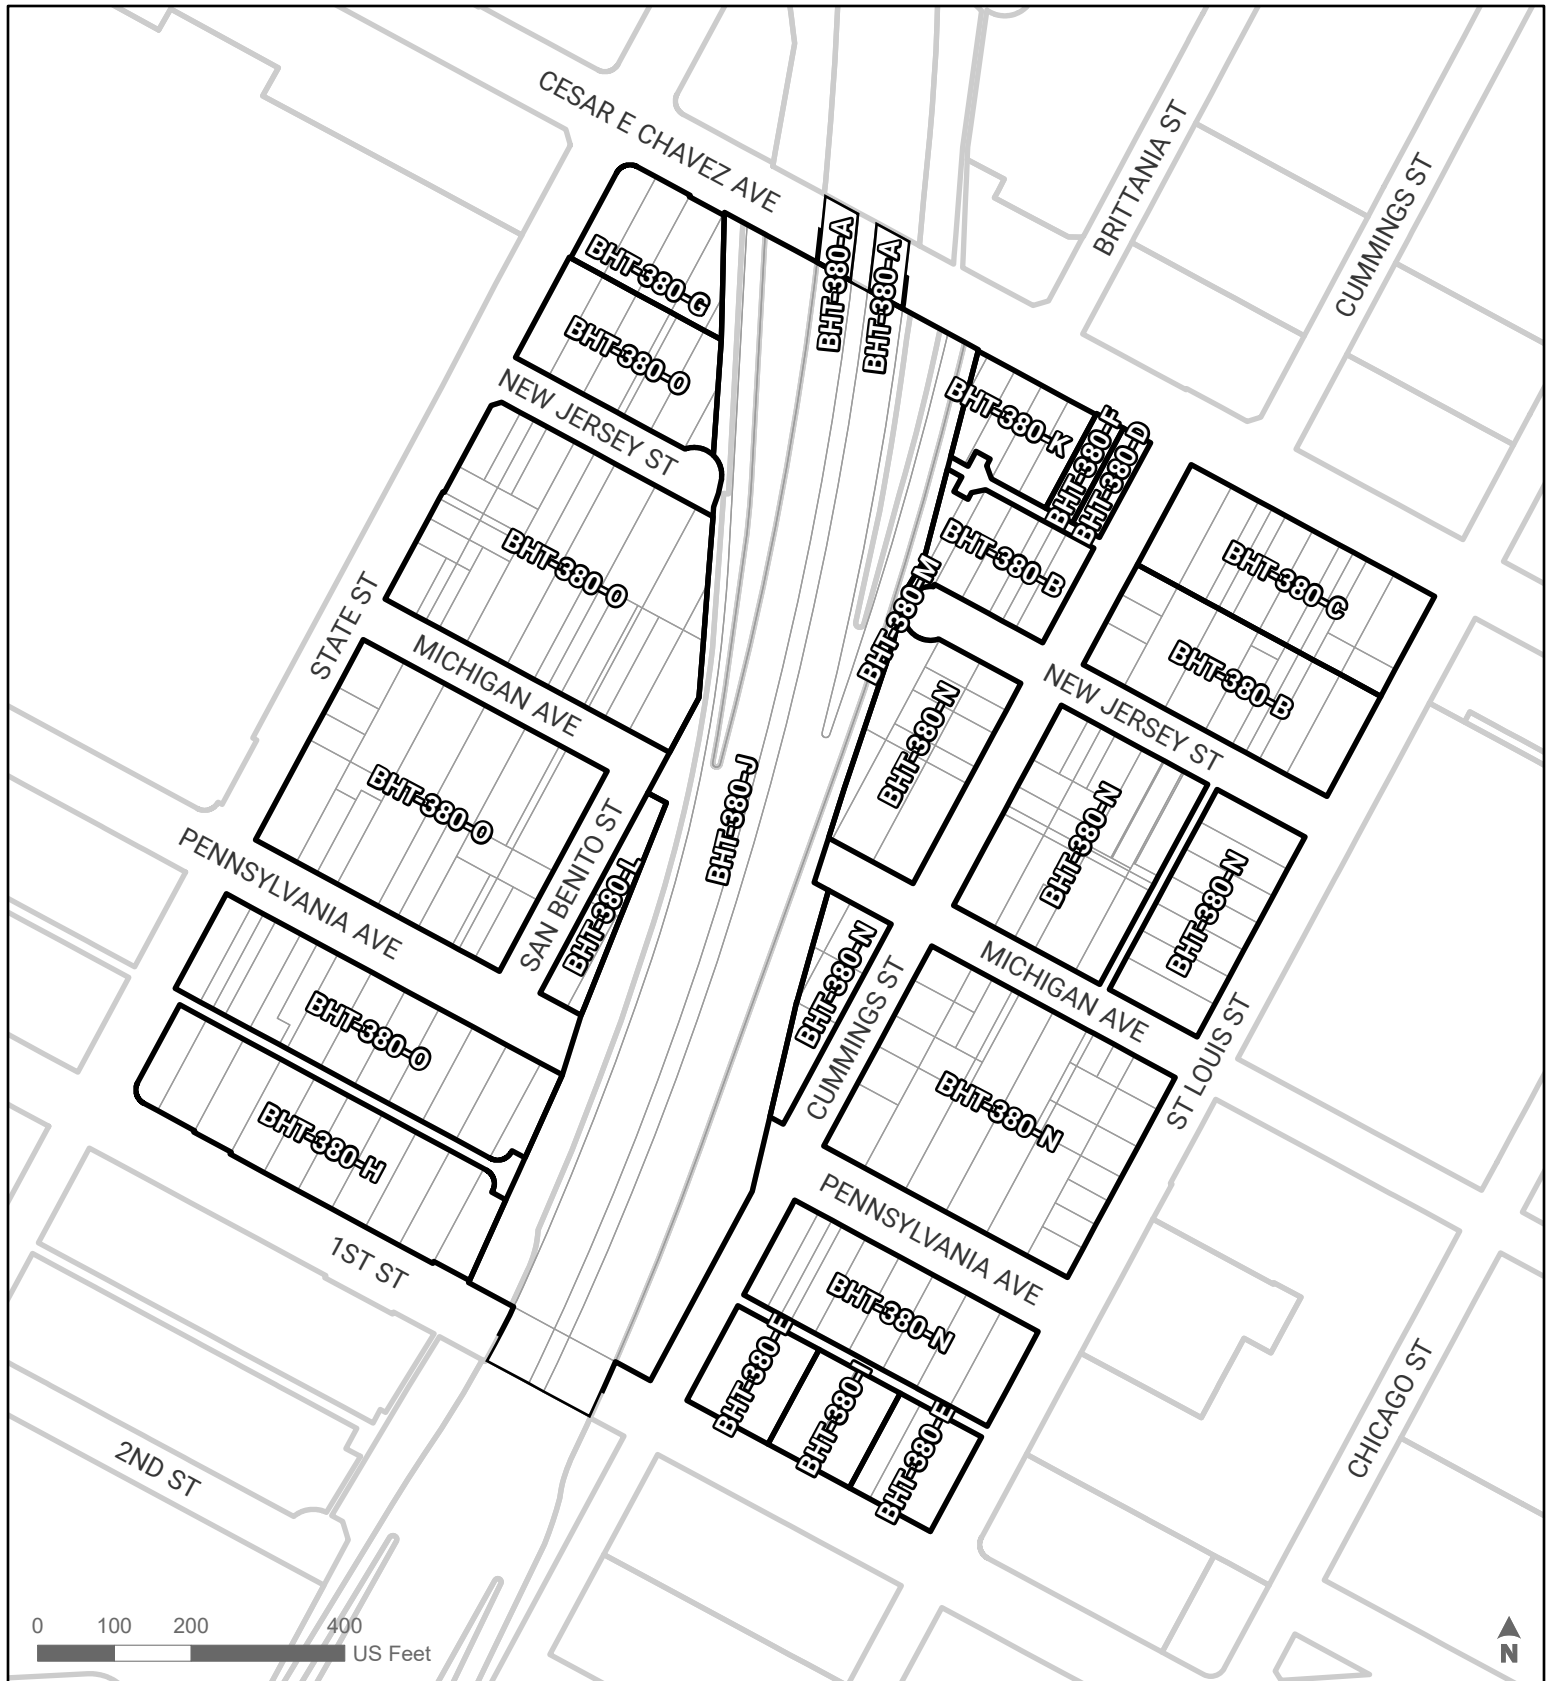 CESAR E CHAVEZ AVE
BRITTANIA ST
CUMMINGS ST
BHT-380-A
BHT-380-A
BHT-380-G
BHT-380-O
NEW JERSEY ST
BHT-380-K
BHT-380-F
BHT-380-D
BHT-380-B
BHT-380-C
BHT-380-O
BHT-380-M
BHT-380-B
STATE ST
MICHIGAN AVE
NEW JERSEY ST
BHT-380-N
BHT-380-J
BHT-380-O
BHT-380-N
BHT-380-N
SAN BENITO ST
BHT-380-L
PENNSYLVANIA AVE
BHT-380-N
MICHIGAN AVE
CUMMINGS ST
ST LOUIS ST
BHT-380-O
BHT-380-N
BHT-380-H
PENNSYLVANIA AVE
1ST ST
BHT-380-N
BHT-380-E
BHT-380-I
BHT-380-E
CHICAGO ST
2ND ST
0 100 200 400
US Feet
N